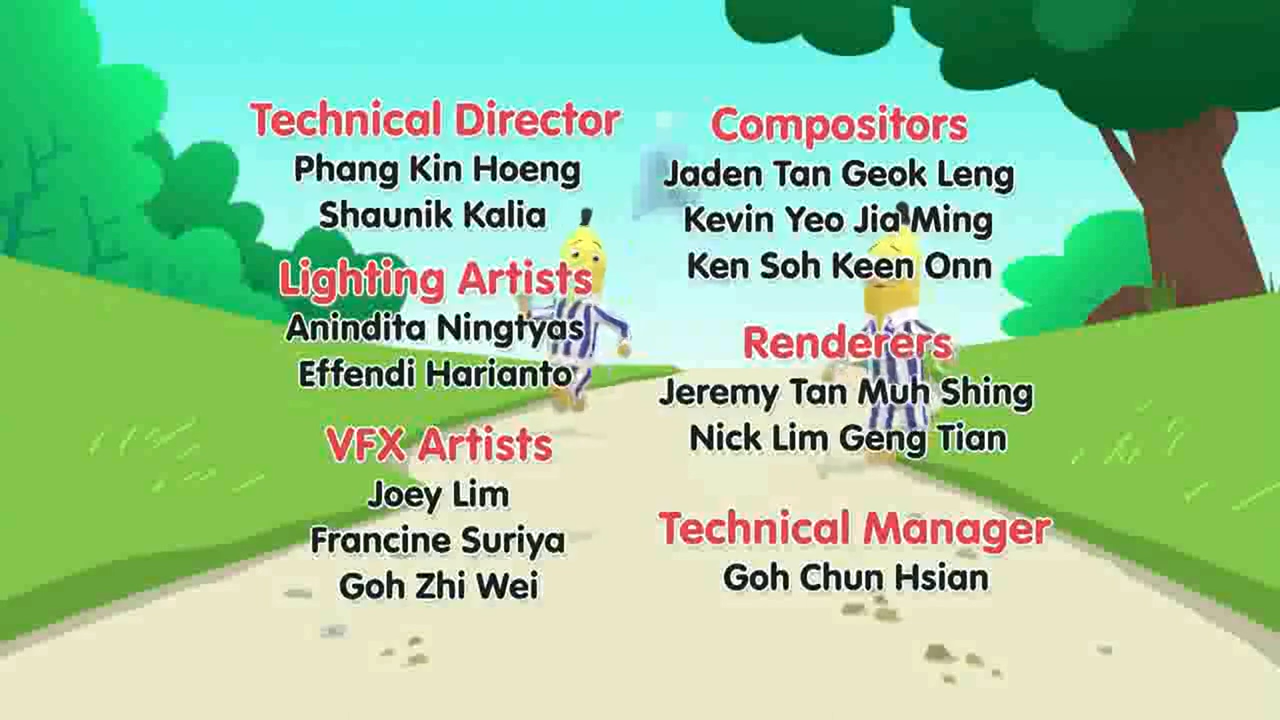 Technical Director
Phang Kin Hoeng
Shaunik Kalia
Lighting Artists
Anindita Ningtyas
Effendi Harianto
VFX Artists
Joey Lim
Francine Suriya
Goh Zhi Wei
Compositors
Jaden Tan Geok Leng
Kevin Yeo Jia Ming
Ken Soh Keen Onn
Renderers
Jeremy Tan Muh Shing
Nick Lim Geng Tian
Technical Manager
Goh Chun Hsian